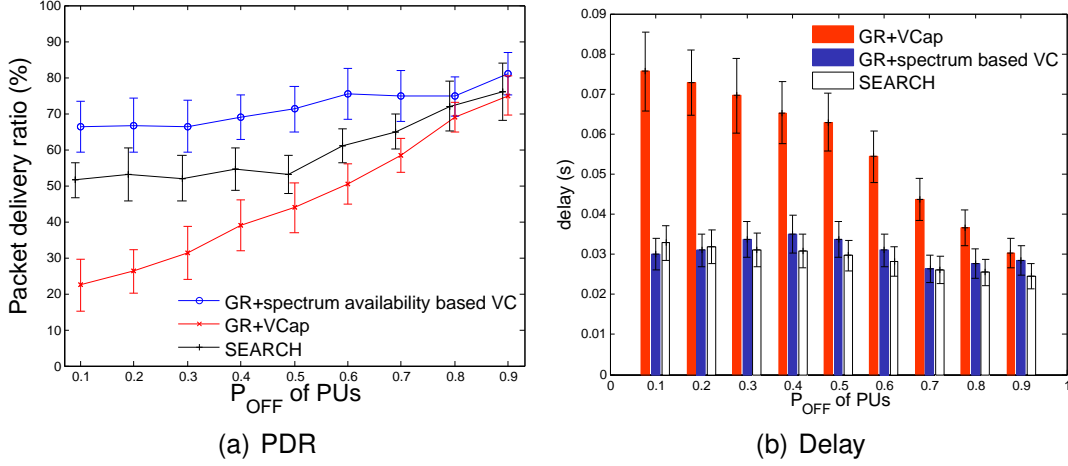 100
90
80
70
60
50
40
30
20
10
0
Packet delivery ratio (%)
GR+spectrum availability based VC
GR+VCap
SEARCH
0.1 0.2 0.3 0.4 0.5 0.6 0.7 0.8 0.9
P_OFF of PUs
(a) PDR
0.09
0.08
0.07
0.06
0.05
0.04
0.03
0.02
0.01
0
delay (s)
GR+VCap
GR+spectrum based VC
SEARCH
0 0.1 0.2 0.3 0.4 0.5 0.6 0.7 0.8 0.9 1
P_OFF of PUs
(b) Delay